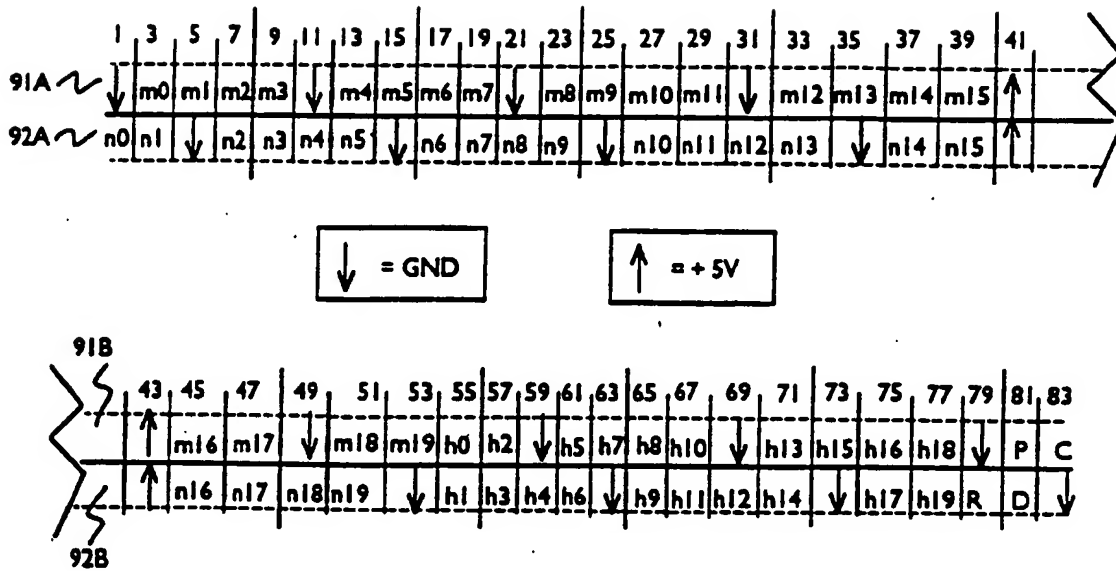 1 3 5 7 9 11 13 15 17 19 21 23 25 27 29 31 33 35 37 39 41
91A m0 m1 m2 m3 m4 m5 m6 m7 m8 m9 m10 m11 m12 m13 m14 m15
92A n0 n1 n2 n3 n4 n5 n6 n7 n8 n9 n10 n11 n12 n13 n14 n15
↓ = GND ↑ = + 5V
91B
43 45 47 49 51 53 55 57 59 61 63 65 67 69 71 73 75 77 79 81 83
m16 m17 m18 m19 h0 h2 h5 h7 h8 h10 h13 h15 h16 h18 P C
n16 n17 n18 n19 h1 h3 h4 h6 h9 h11 h12 h14 h17 h19 R D
92B